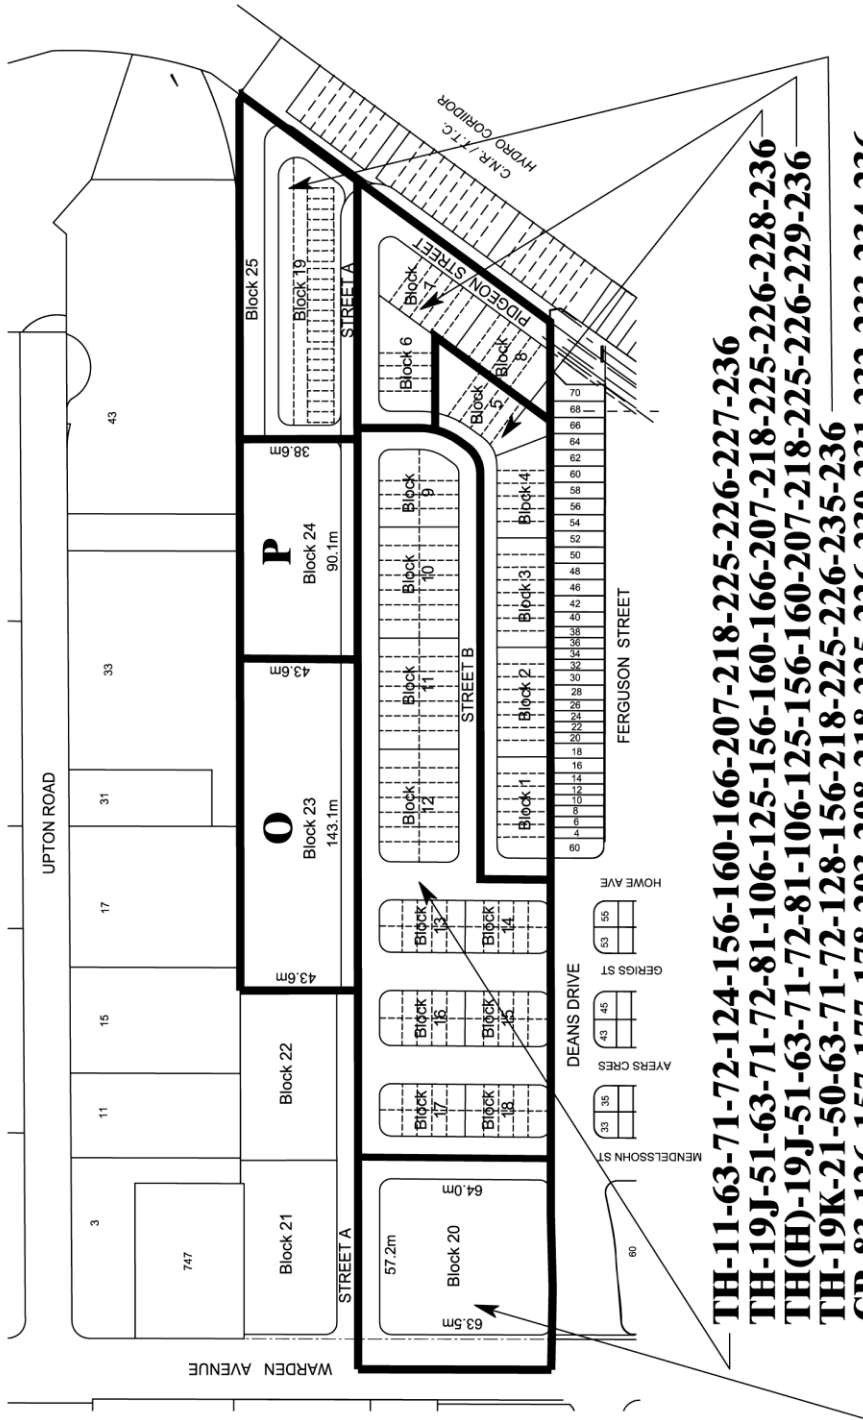 UPTON ROAD
3
747
11
15
17
31
33
43
Block 21
Block 22
Block 23
O
143.1m
43.6m
43.6m
Block 24
P
90.1m
38.6m
Block 25
Block 19
STREET A
STREET A
WARDEN AVENUE
Block 20
57.2m
63.5m
64.0m
Block 17
Block 18
Block 16
Block 15
Block 13
Block 14
Block 12
Block 11
Block 10
Block 9
STREET B
Block 1
Block 2
Block 3
Block 4
Block 5
Block 6
Block 7
Block 8
PIDGEON STREET
C.N.R. / T.T.C.
HYDRO CORIIDOR
DEANS DRIVE
FERGUSON STREET
60 4 6 8 10 12 14 16 18 20 22 24 26 28 30 32 34 36 38 40 42 46 48 50 52 54 56 58 60 62 64 66 68 70
MENDELSSOHN ST
AYERS CRES
GERIGS ST
HOWE AVE
60
33 35
43 45
53 55
TH-11-63-71-72-124-156-160-166-207-218-225-226-227-236
TH-19J-51-63-71-72-81-106-125-156-160-166-207-218-225-226-228-236
TH(H)-19J-51-63-71-72-81-106-125-156-160-207-218-225-226-229-236
TH-19K-21-50-63-71-72-128-156-218-225-226-235-236